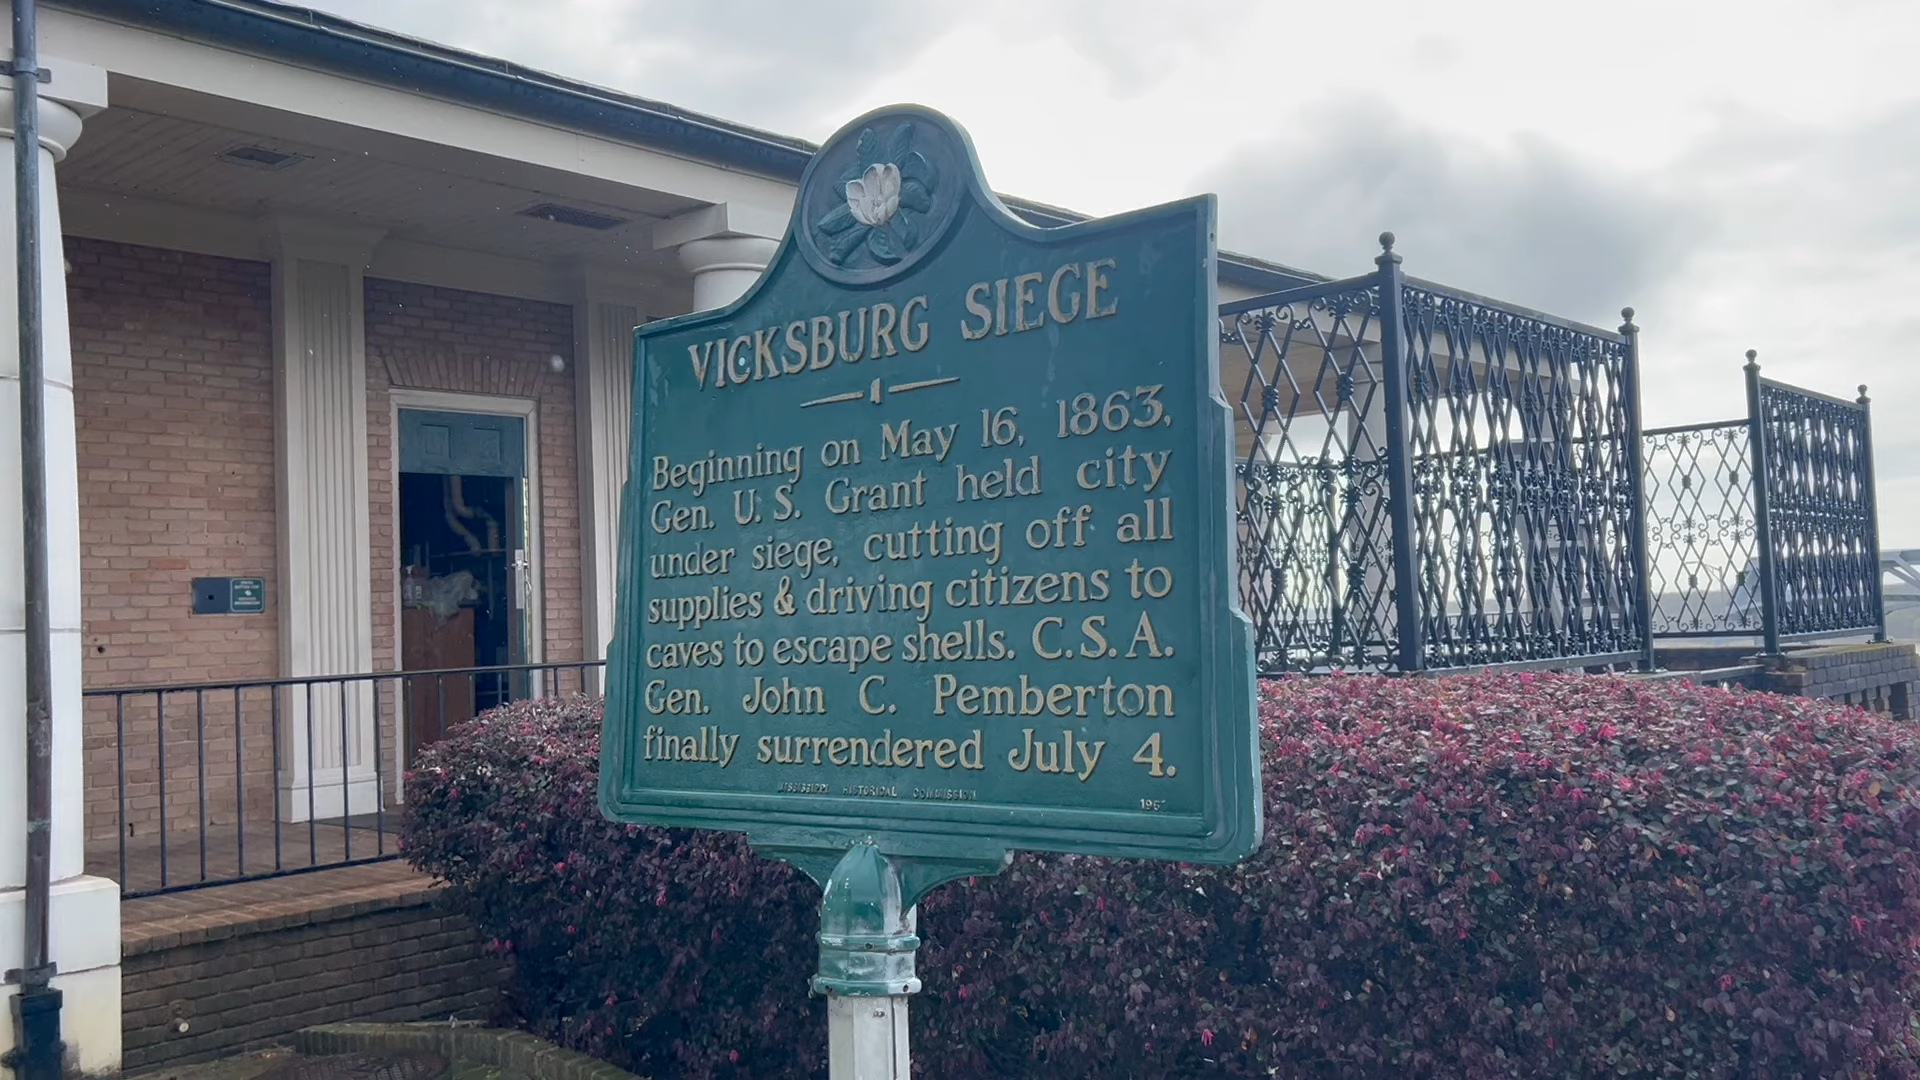 VICKSBURG SIEGE
Beginning on May 16, 1863,
Gen. U. S. Grant held city
under siege, cutting off all
supplies & driving citizens to
caves to escape shells. C. S. A.
Gen. John C. Pemberton
finally surrendered July 4.
MISSISSIPPI HISTORICAL COMMISSION